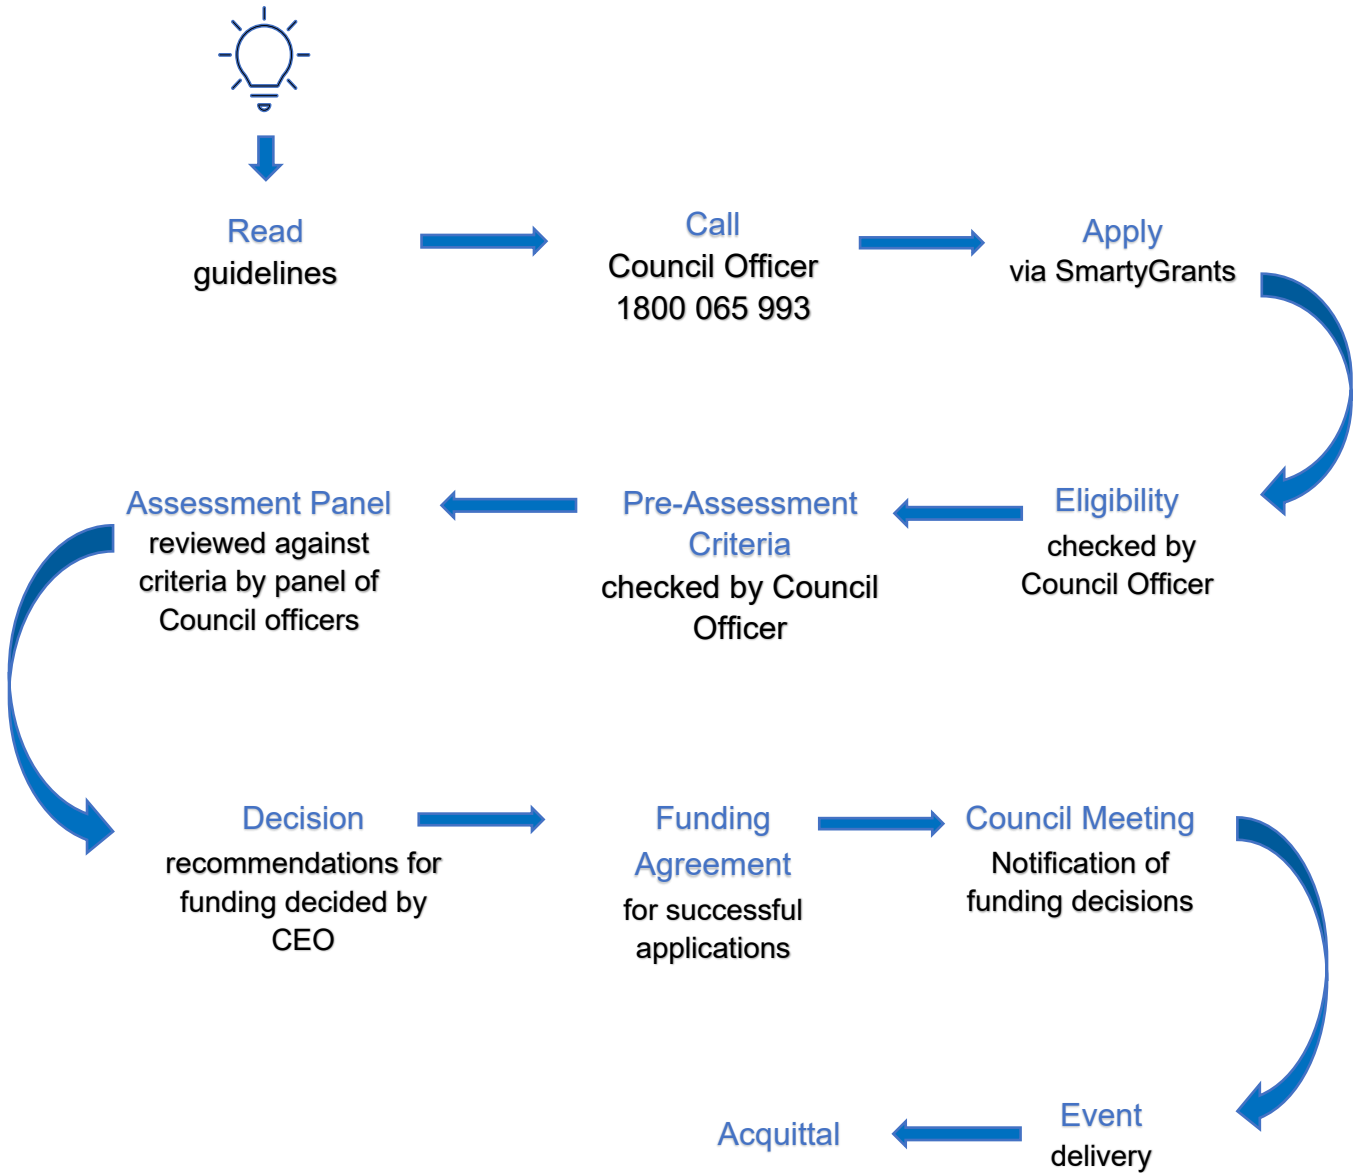 Read
guidelines
Call
Council Officer
1800 065 993
Apply
via SmartyGrants
Eligibility
checked by
Council Officer
Pre-Assessment
Criteria
checked by Council
Officer
Assessment Panel
reviewed against
criteria by panel of
Council officers
Decision
recommendations for
funding decided by
CEO
Funding
Agreement
for successful
applications
Council Meeting
Notification of
funding decisions
Event
delivery
Acquittal